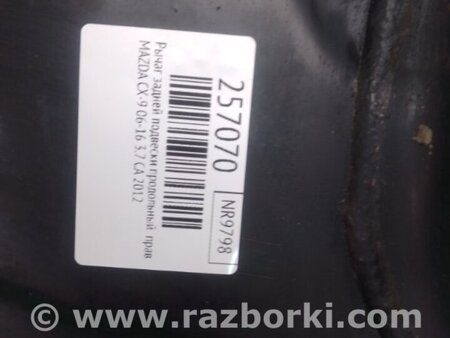 257070
NR9798
Рычаг задней подвески продольный прав
MAZDA CX-9 06-16 3.7 CA 2012
© www.razborki.com